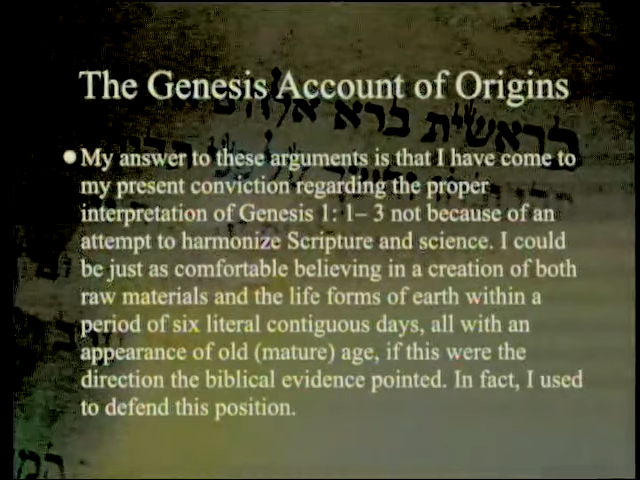 The Genesis Account of Origins
בראשית ברא אלהים
My answer to these arguments is that I have come to
my present conviction regarding the proper
interpretation of Genesis 1: 1– 3 not because of an
attempt to harmonize Scripture and science. I could
be just as comfortable believing in a creation of both
raw materials and the life forms of earth within a
period of six literal contiguous days, all with an
appearance of old (mature) age, if this were the
direction the biblical evidence pointed. In fact, I used
to defend this position.